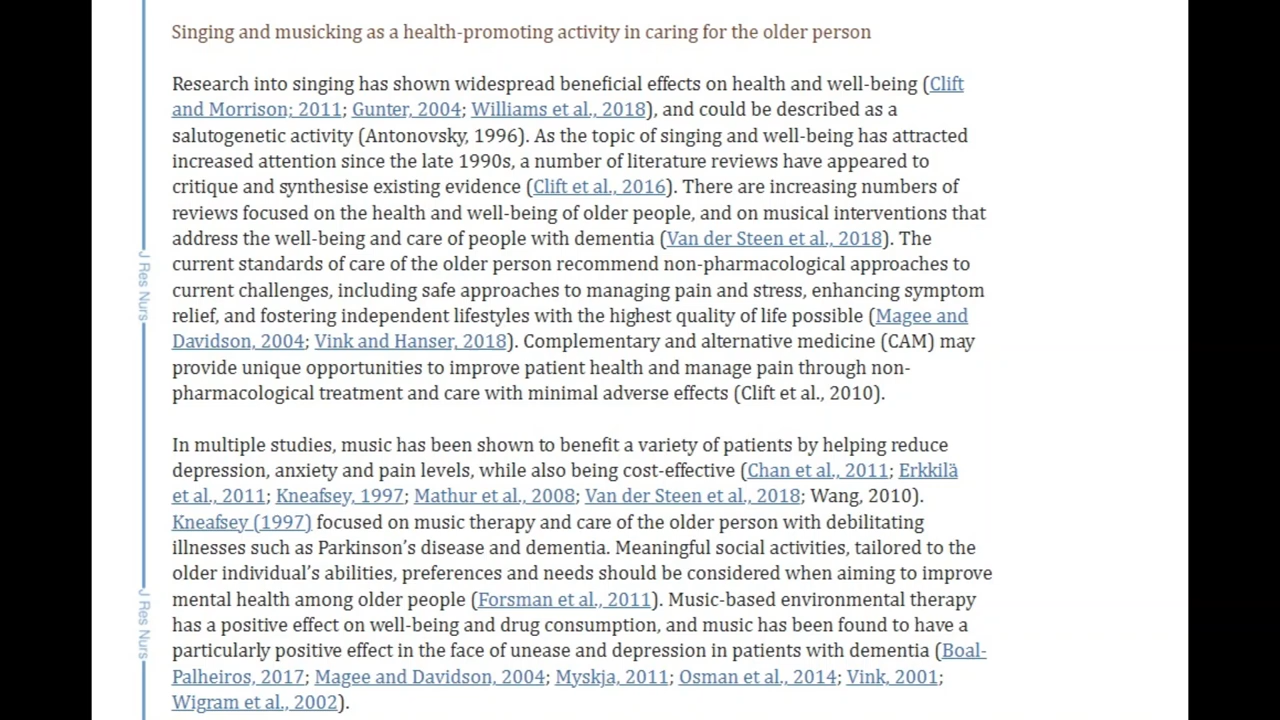 Singing and musicking as a health-promoting activity in caring for the older person
Research into singing has shown widespread beneficial effects on health and well-being (Clift
and Morrison; 2011; Gunter, 2004; Williams et al., 2018), and could be described as a
salutogenetic activity (Antonovsky, 1996). As the topic of singing and well-being has attracted
increased attention since the late 1990s, a number of literature reviews have appeared to
critique and synthesise existing evidence (Clift et al., 2016). There are increasing numbers of
reviews focused on the health and well-being of older people, and on musical interventions that
address the well-being and care of people with dementia (Van der Steen et al., 2018). The
current standards of care of the older person recommend non-pharmacological approaches to
current challenges, including safe approaches to managing pain and stress, enhancing symptom
relief, and fostering independent lifestyles with the highest quality of life possible (Magee and
Davidson, 2004; Vink and Hanser, 2018). Complementary and alternative medicine (CAM) may
provide unique opportunities to improve patient health and manage pain through non-
pharmacological treatment and care with minimal adverse effects (Clift et al., 2010).
In multiple studies, music has been shown to benefit a variety of patients by helping reduce
depression, anxiety and pain levels, while also being cost-effective (Chan et al., 2011; Erkkilä
et al., 2011; Kneafsey, 1997; Mathur et al., 2008; Van der Steen et al., 2018; Wang, 2010).
Kneafsey (1997) focused on music therapy and care of the older person with debilitating
illnesses such as Parkinson's disease and dementia. Meaningful social activities, tailored to the
older individual's abilities, preferences and needs should be considered when aiming to improve
mental health among older people (Forsman et al., 2011). Music-based environmental therapy
has a positive effect on well-being and drug consumption, and music has been found to have a
particularly positive effect in the face of unease and depression in patients with dementia (Boal-
Palheiros, 2017; Magee and Davidson, 2004; Myskja, 2011; Osman et al., 2014; Vink, 2001;
Wigram et al., 2002).
J Res Nurs
J Res Nurs